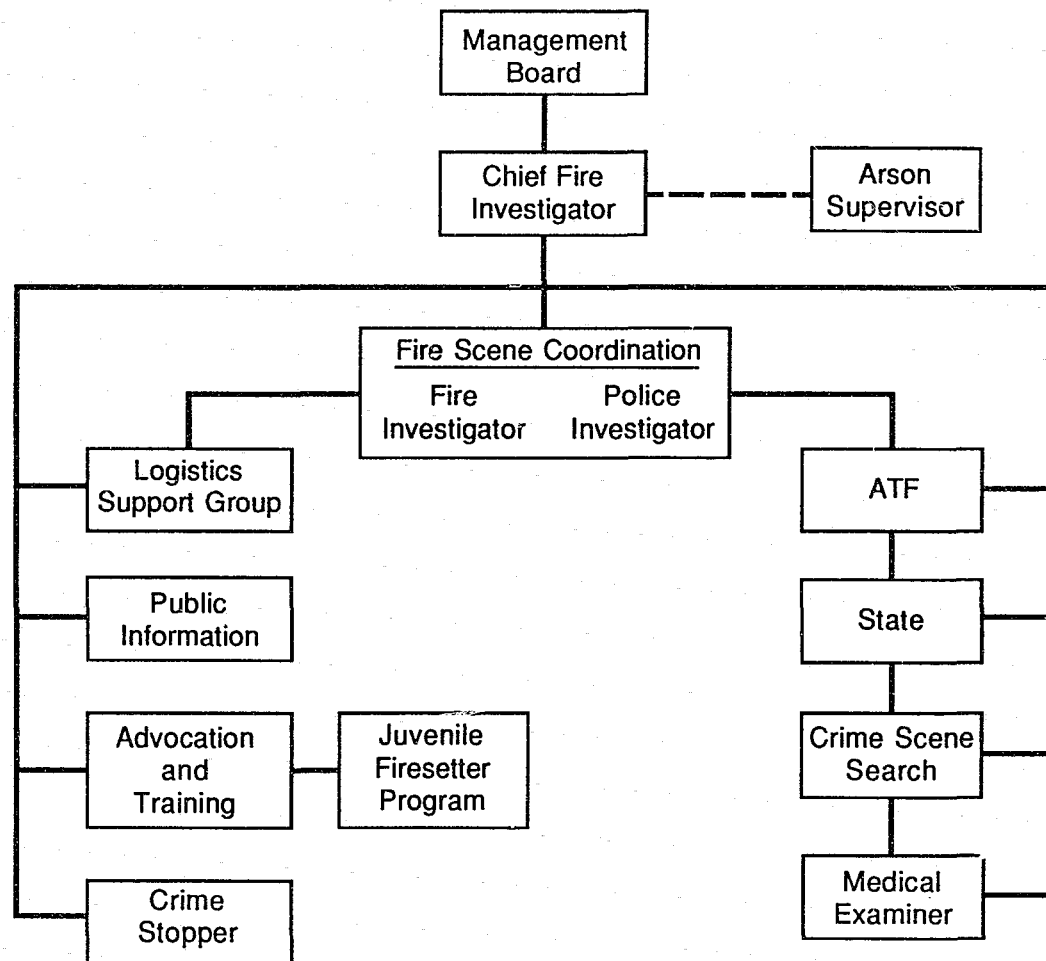 Management
Board
Chief Fire
Investigator
Arson
Supervisor
Fire Scene Coordination
Fire
Investigator
Police
Investigator
Logistics
Support Group
ATF
Public
Information
State
Advocation
and
Training
Juvenile
Firesetter
Program
Crime Scene
Search
Crime
Stopper
Medical
Examiner